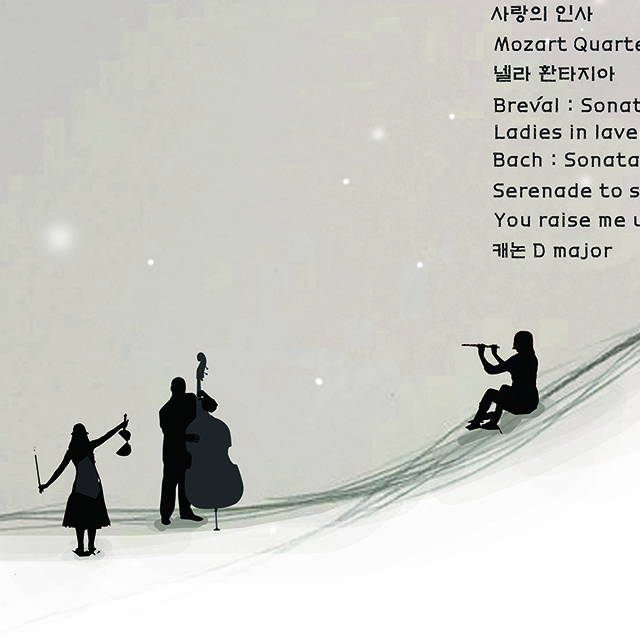 사랑의 인사
Mozart Quarte
넬라 환타지아
Breval : Sonat
Ladies in lave
Bach : Sonata
Serenade to s
You raise me u
캐논 D major